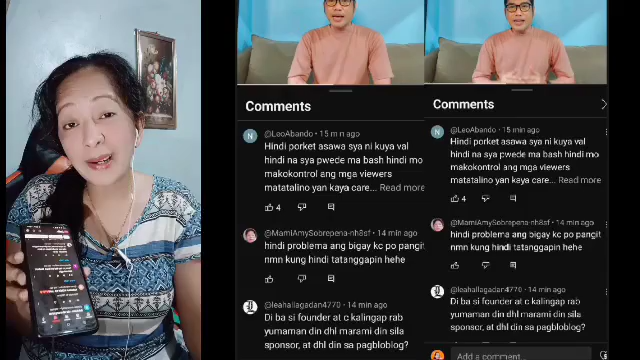 Comments
@LeoAbando • 15 min ago
Hindi porket asawa sya ni kuya val
hindi na sya pwede ma bash hindi mo
makokontrol ang mga viewers
matatalino yan kaya care... Read more
4
@MamiAmySobrepena-nh8sf • 14 min ago
hindi problema ang bigay kc po pangit
nmn kung hindi tatanggapin hehe
@leahallagadan4770 • 14 min ago
Di ba si founder at c kalingap rab
yumaman din dhl marami din sila
sponsor, at dhl din sa pagbloblog?
Comments
@LeoAbando • 15 min ago
Hindi porket asawa sya ni kuya val
hindi na sya pwede ma bash hindi mo
makokontrol ang mga viewers
matatalino yan kaya care... Read more
4
@MamiAmySobrepena-nh8sf • 14 min ago
hindi problema ang bigay kc po pangit
nmn kung hindi tatanggapin hehe
@leahallagadan4770 • 14 min ago
Di ba si founder at c kalingap rab
yumaman din dhl marami din sila
sponsor, at dhl din sa pagbloblog?
Add a comment...